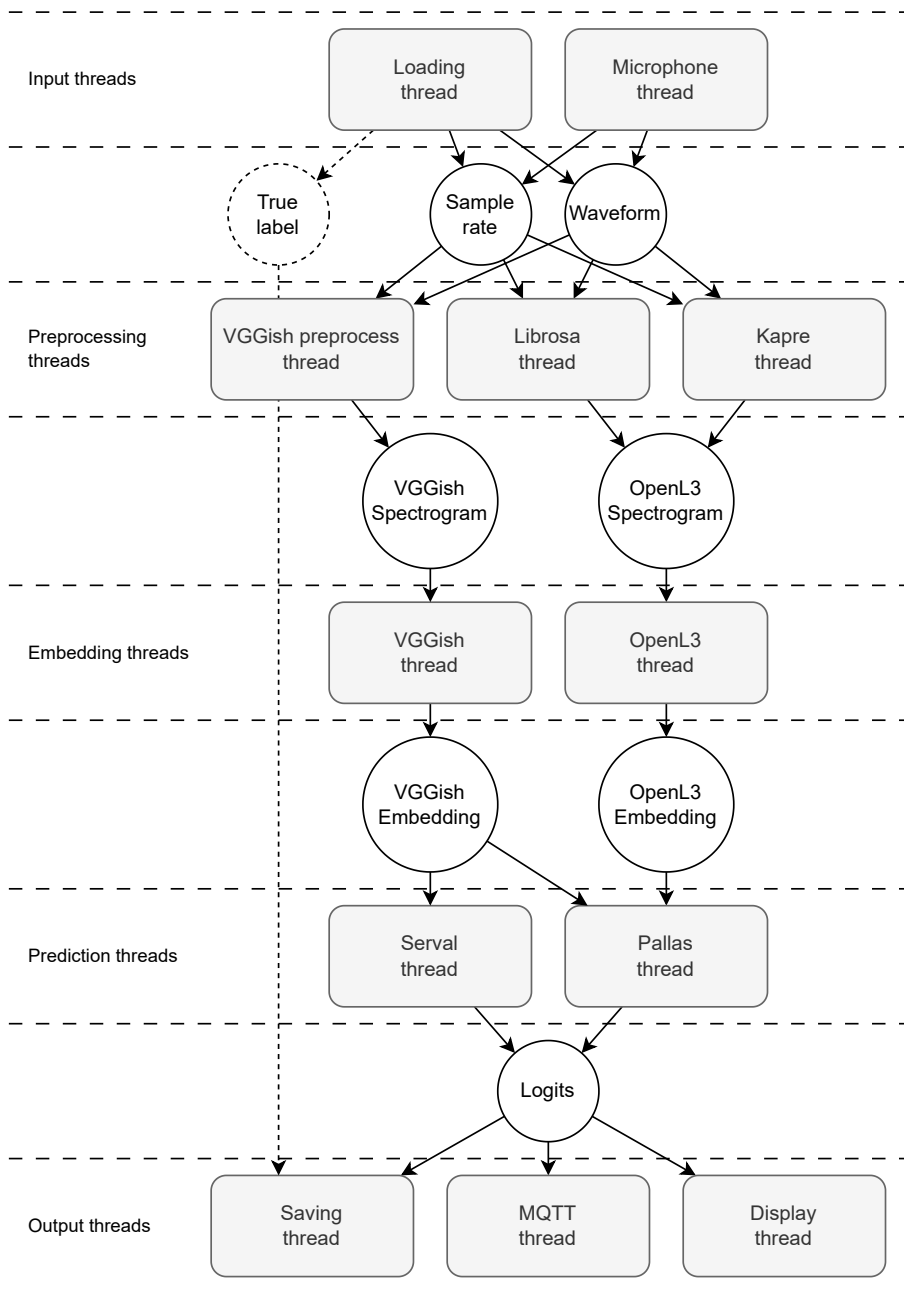 Input threads
Loading
thread
Microphone
thread
True
label
Sample
rate
Waveform
Preprocessing
threads
VGGish preprocess
thread
Librosa
thread
Kapre
thread
VGGish
Spectrogram
OpenL3
Spectrogram
Embedding threads
VGGish
thread
OpenL3
thread
VGGish
Embedding
OpenL3
Embedding
Prediction threads
Serval
thread
Pallas
thread
Logits
Output threads
Saving
thread
MQTT
thread
Display
thread